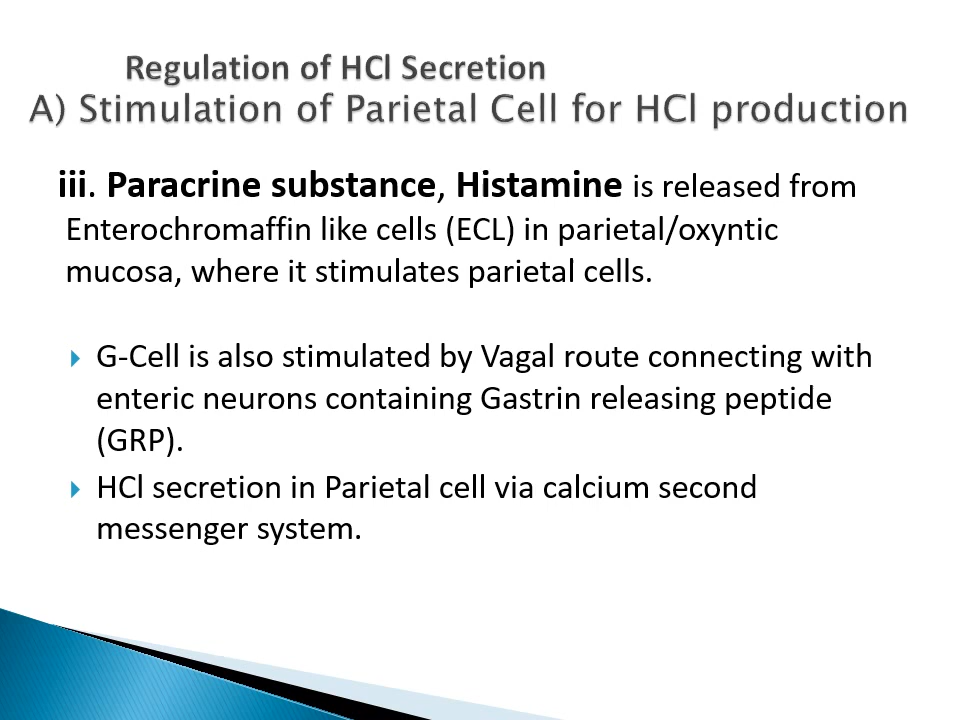 Regulation of HCl Secretion
A) Stimulation of Parietal Cell for HCl production
iii. Paracrine substance, Histamine is released from
Enterochromaffin like cells (ECL) in parietal/oxyntic
mucosa, where it stimulates parietal cells.
G-Cell is also stimulated by Vagal route connecting with
enteric neurons containing Gastrin releasing peptide
(GRP).
HCl secretion in Parietal cell via calcium second
messenger system.